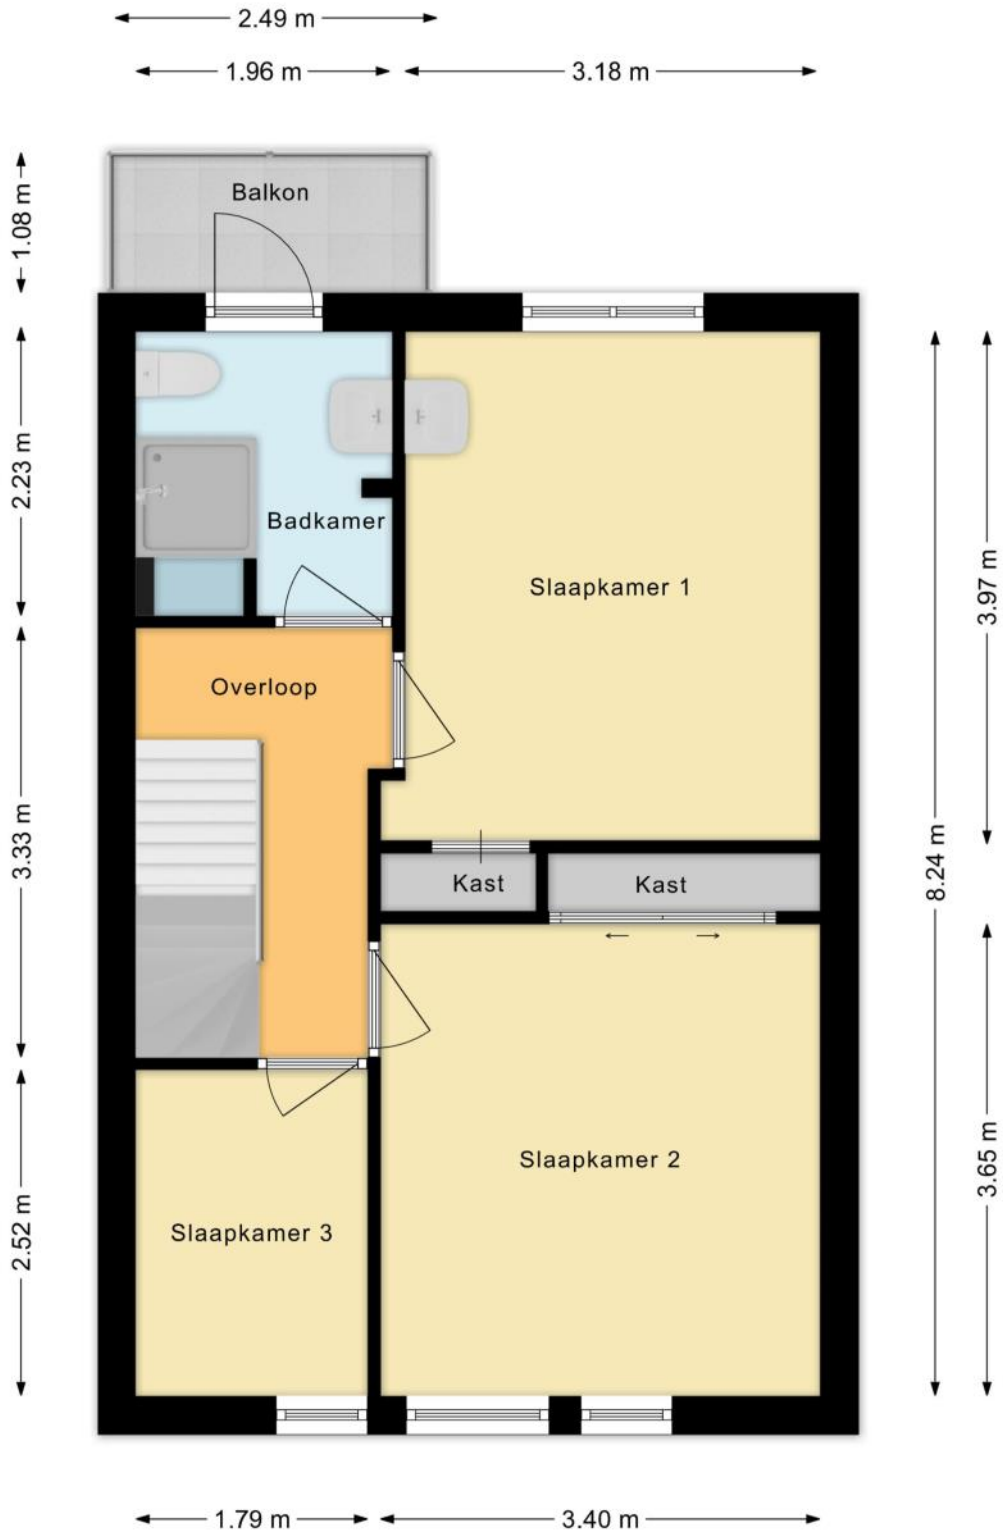 2.49 m
1.96 m
3.18 m
1.08 m
Balkon
2.23 m
Badkamer
Slaapkamer 1
3.97 m
Overloop
3.33 m
8.24 m
Kast
Kast
Slaapkamer 2
3.65 m
Slaapkamer 3
2.52 m
1.79 m
3.40 m